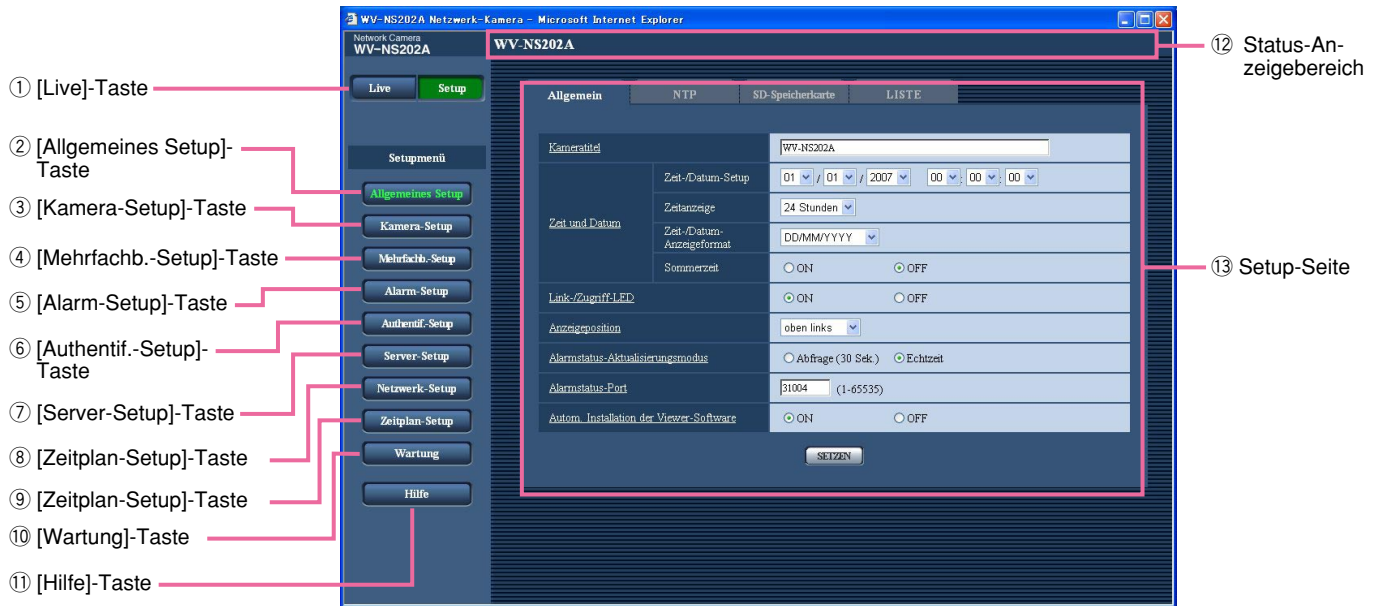 WV-NS202A Netzwerk-Kamera - Microsoft Internet Explorer
Network Camera
WV-NS202A
WV-NS202A
⑫ Status-An-
zeigebereich
① [Live]-Taste
Live
Setup
Allgemein
NTP
SD-Speicherkarte
LISTE
② [Allgemeines Setup]-
Taste
Setupmenü
Kameratitel
WV-NS202A
Allgemeines Setup
Zeit und Datum
Zeit-/Datum-Setup
01 / 01 / 2007 00 : 00 : 00
③ [Kamera-Setup]-Taste
Kamera-Setup
Zeitanzeige
24 Stunden
Zeit-/Datum-
Anzeigeformat
DD/MM/YYYY
④ [Mehrfachb.-Setup]-Taste
Mehrfachb.-Setup
Sommerzeit
ON
OFF
⑬ Setup-Seite
⑤ [Alarm-Setup]-Taste
Alarm-Setup
Link-/Zugriff-LED
ON
OFF
⑥ [Authentif.-Setup]-
Taste
Authentif.-Setup
Anzeigeposition
oben links
Server-Setup
Alarmstatus-Aktualisierungsmodus
Abfrage (30 Sek.)
Echtzeit
⑦ [Server-Setup]-Taste
Netzwerk-Setup
Alarmstatus-Port
31004 (1-65535)
⑧ [Zeitplan-Setup]-Taste
Zeitplan-Setup
Autom. Installation der Viewer-Software
ON
OFF
⑨ [Zeitplan-Setup]-Taste
Wartung
SETZEN
⑩ [Wartung]-Taste
Hilfe
⑪ [Hilfe]-Taste